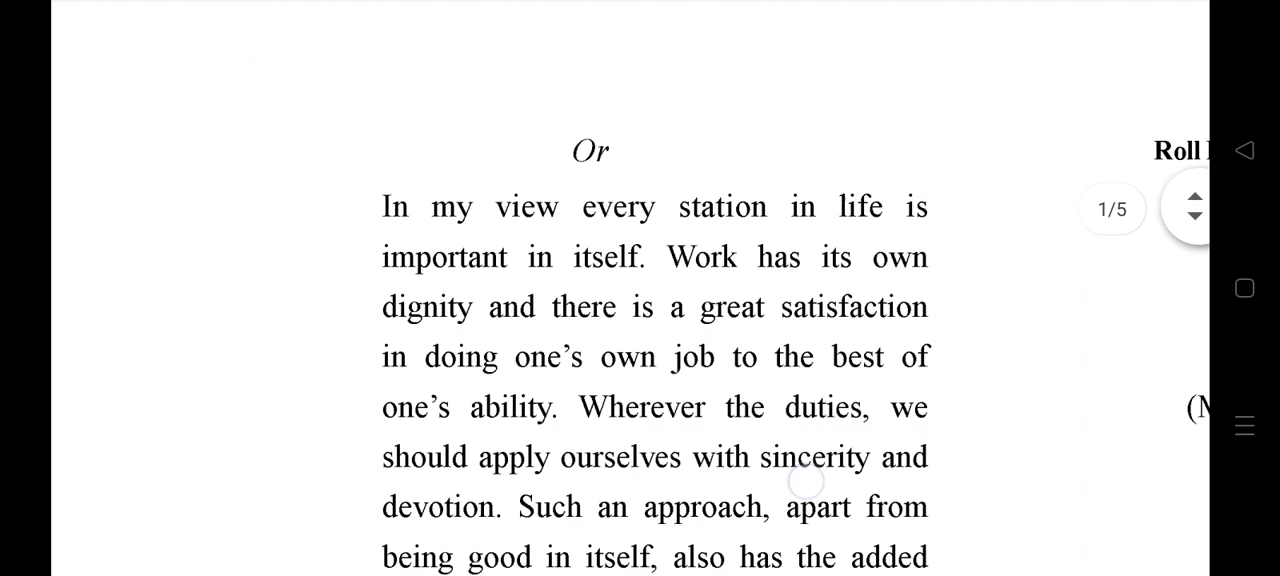 Or
Roll
In my view every station in life is
1/5
important in itself. Work has its own
dignity and there is a great satisfaction
in doing one's own job to the best of
one's ability. Wherever the duties, we
(M
should apply ourselves with sincerity and
devotion. Such an approach, apart from
being good in itself, also has the added